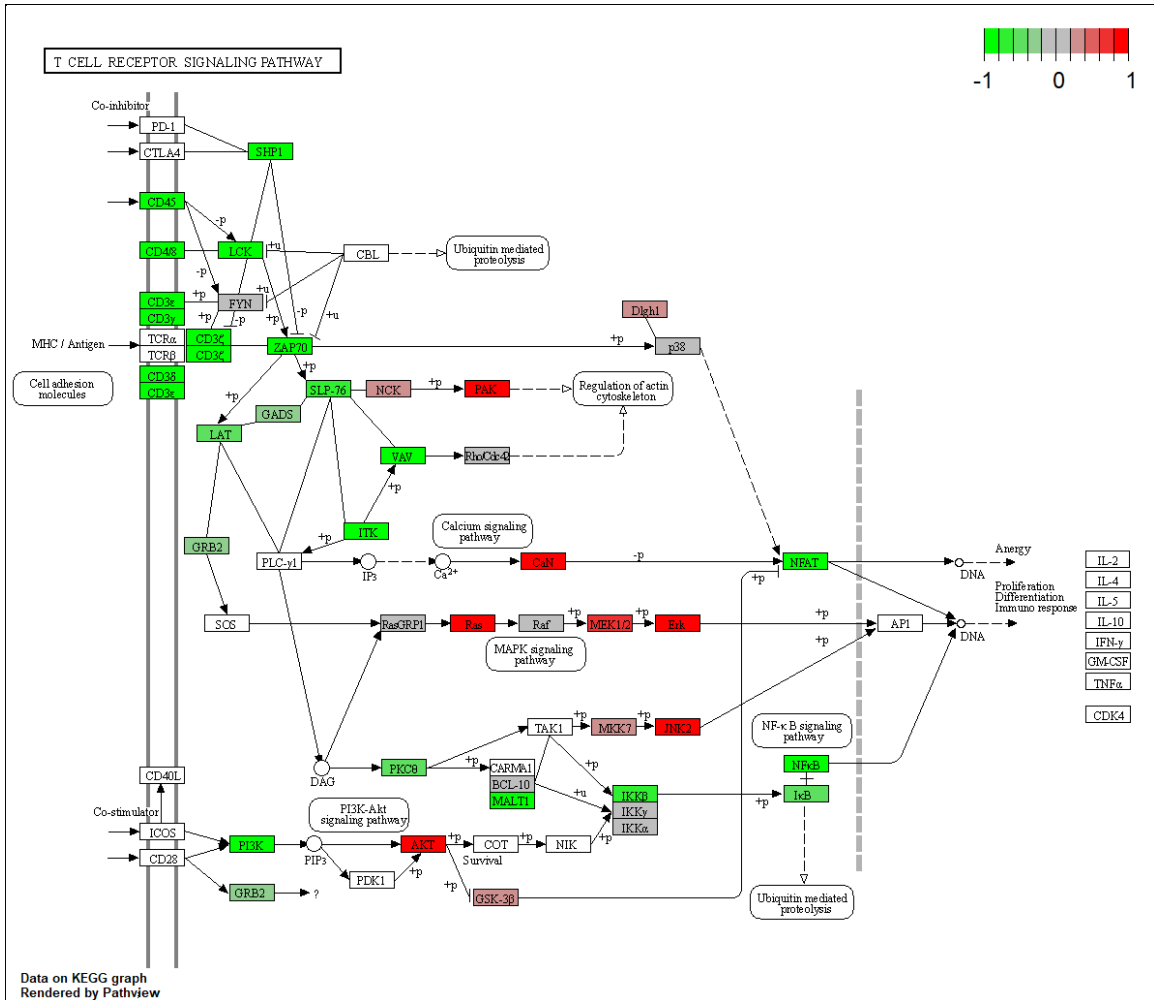 T CELL RECEPTOR SIGNALING PATHWAY
-1 0 1
Co-inhibitor
PD-1
CTLA4
SHP1
CD45
-p
CD4/8
LCK
+u
CBL
Ubiquitin mediated
proteolysis
-p
CD3ε
+p
FYN
+u
CD3γ
+p
-p
+p
-p
+u
Dlgh1
MHC / Antigen
TCRα
CD3ζ
ZAP70
+p
p38
TCRβ
CD3ζ
Cell adhesion
molecules
CD3δ
CD3ε
+p
+p
SLP-76
NCK
+p
PAK
Regulation of actin
cytoskeleton
GADS
LAT
VAV
Rho/Cdc42
+p
ITK
Calcium signaling
pathway
GRB2
+p
PLC-γ1
IP3
Ca2+
CaN
-p
NFAT
+p
DNA
Anergy
Proliferation
Differentiation
Immuno response
IL-2
IL-4
IL-5
IL-10
IFN-γ
GM-CSF
TNFα
CDK4
SOS
RasGRP1
Ras
Raf
+p
MEK1/2
+p
Erk
+p
AP1
DNA
MAPK signaling
pathway
+p
TAK1
+p
MKK7
+p
JNK2
NF-κB signaling
pathway
CD40L
DAG
PKCθ
+p
+p
CARMA1
BCL-10
MALT1
+p
+u
IKKβ
IKKγ
IKKα
+p
NFκB
IκB
Co-stimulator
PI3K-Akt
signaling pathway
ICOS
PI3K
PIP3
AKT
+p
COT
+p
NIK
+p
Survival
CD28
PDK1
+p
GRB2
?
+p
GSK-3β
Ubiquitin mediated
proteolysis
Data on KEGG graph
Rendered by Pathview